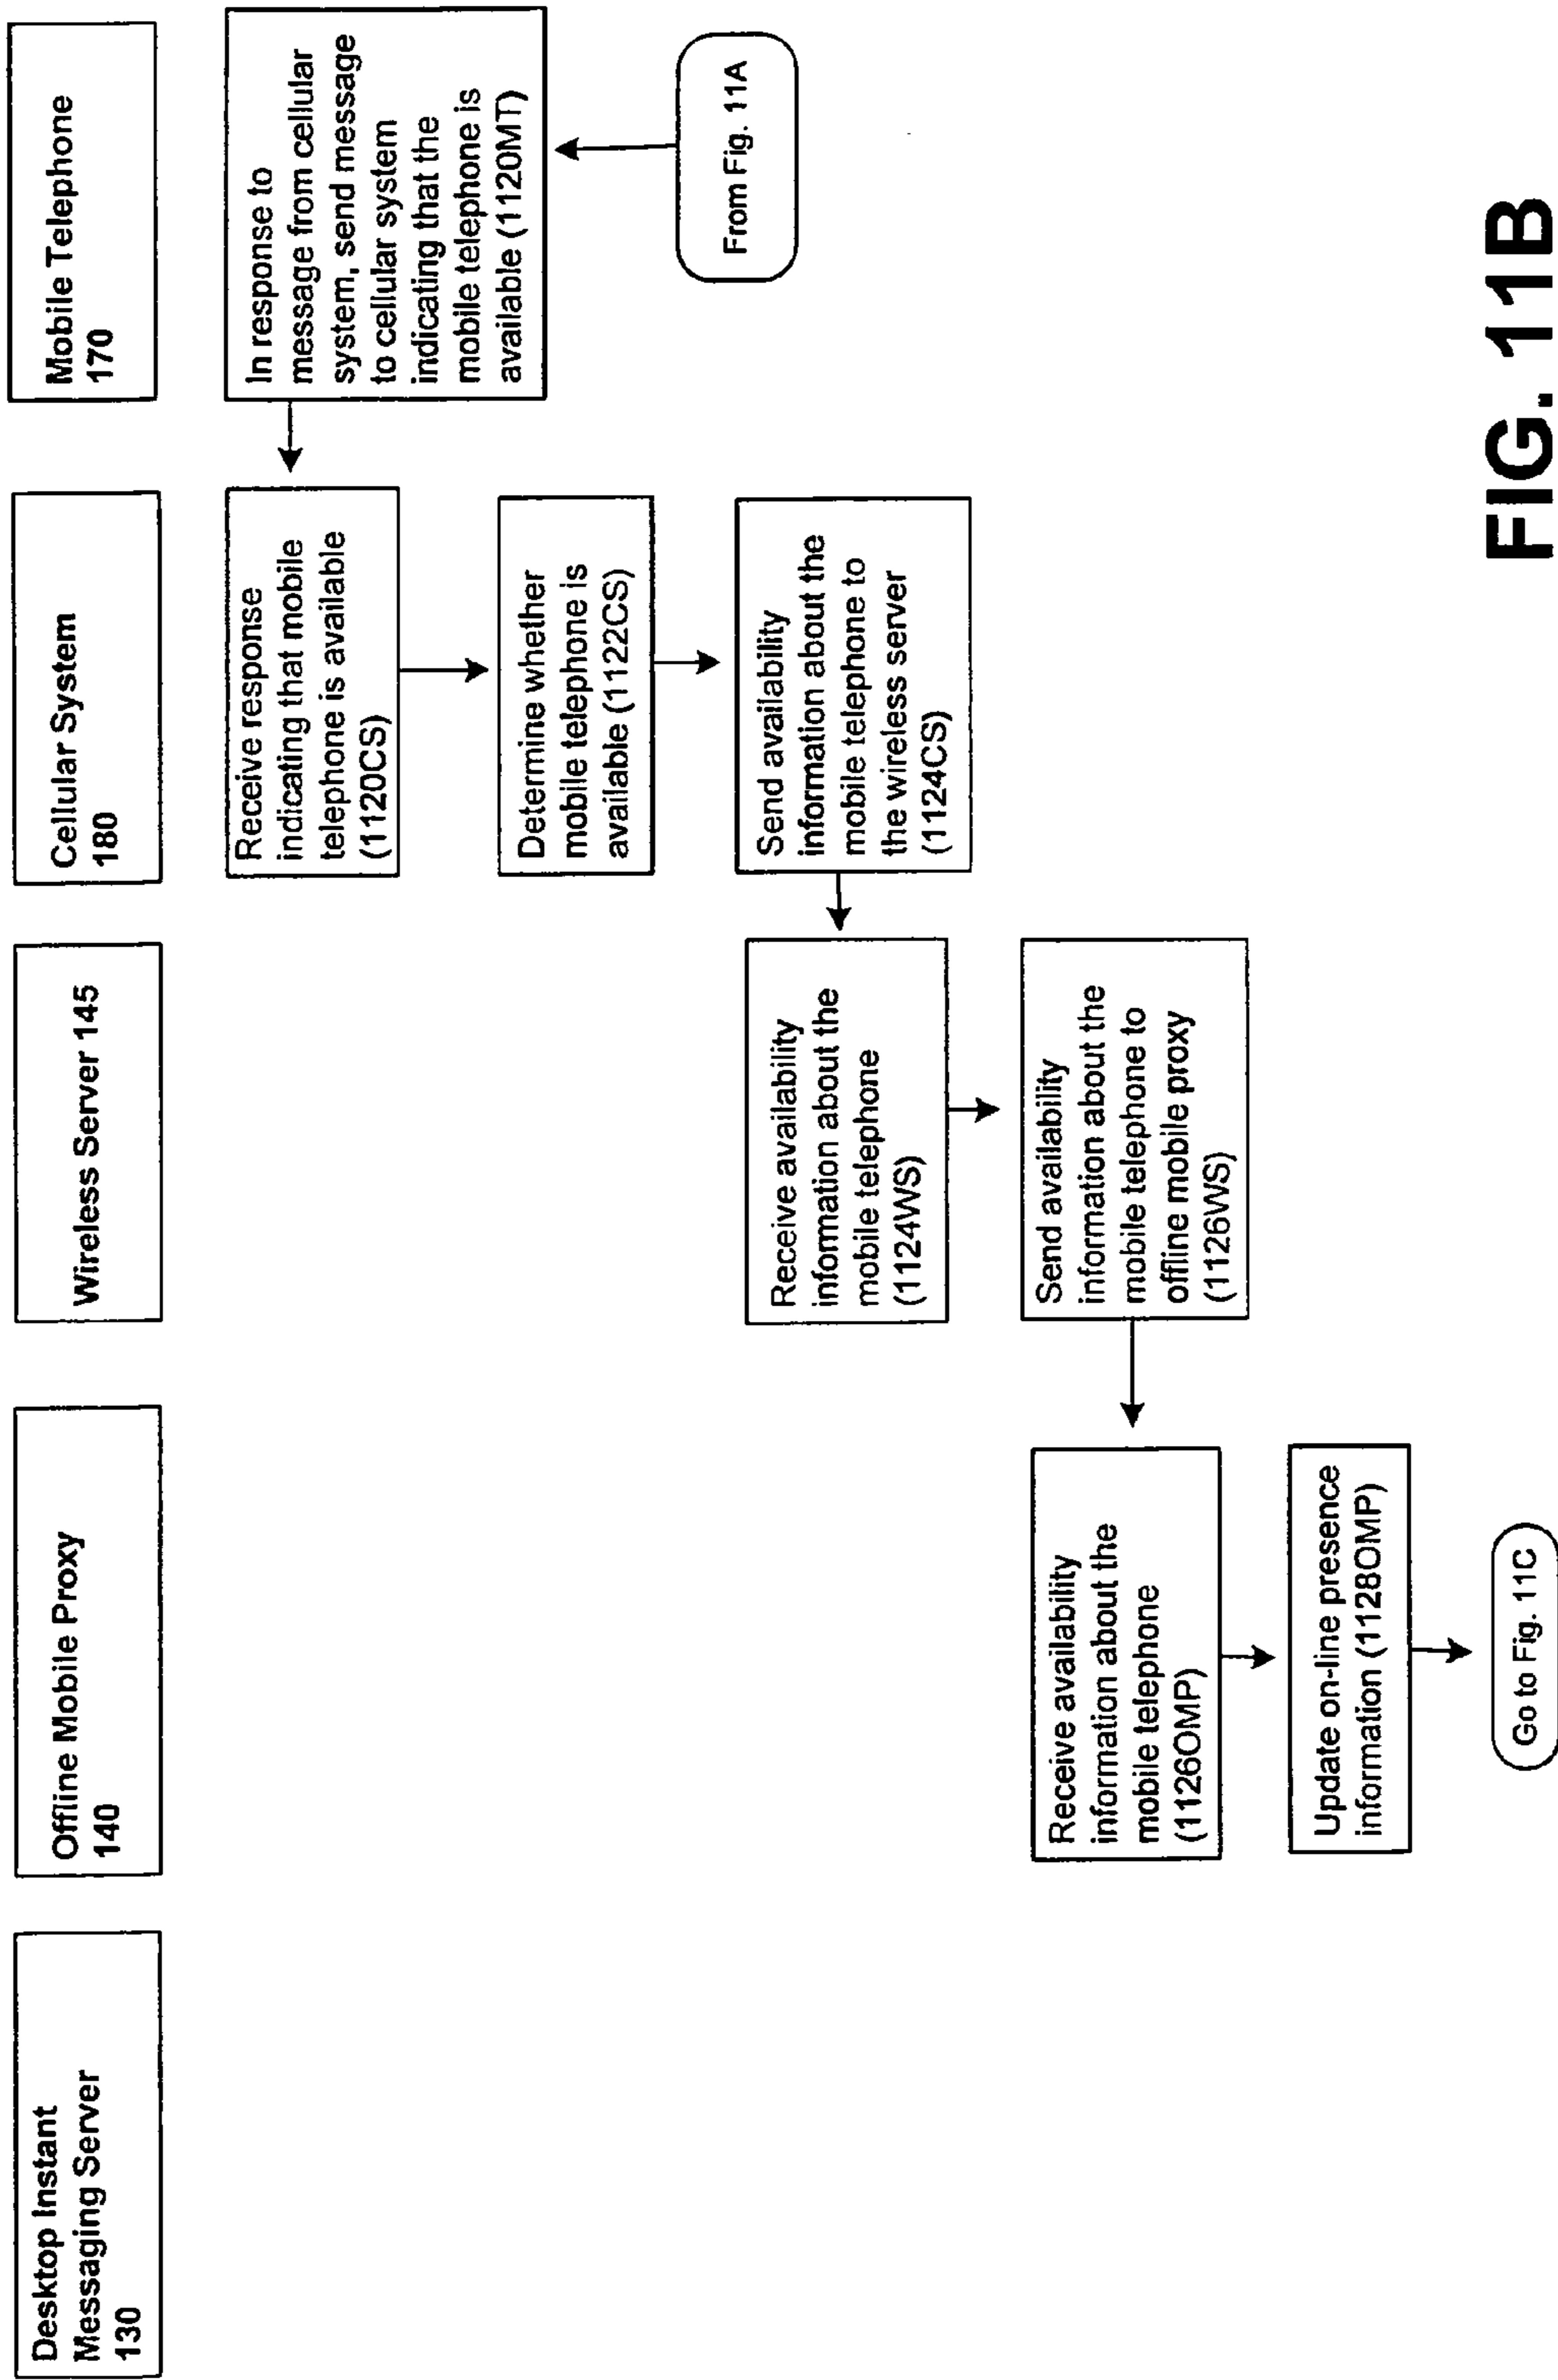 Desktop Instant
Messaging Server
130
Offline Mobile Proxy
140
Wireless Server 145
Cellular System
180
Mobile Telephone
170
In response to
message from cellular
system, send message
to cellular system
indicating that the
mobile telephone is
available (1120MT)
From Fig. 11A
Receive response
indicating that mobile
telephone is available
(1120CS)
Determine whether
mobile telephone is
available (1122CS)
Send availability
information about the
mobile telephone to
the wireless server
(1124CS)
Receive availability
information about the
mobile telephone
(1124WS)
Send availability
information about the
mobile telephone to
offline mobile proxy
(1126WS)
Receive availability
information about the
mobile telephone
(1126OMP)
Update on-line presence
information (1128OMP)
Go to Fig. 11C
FIG. 11B